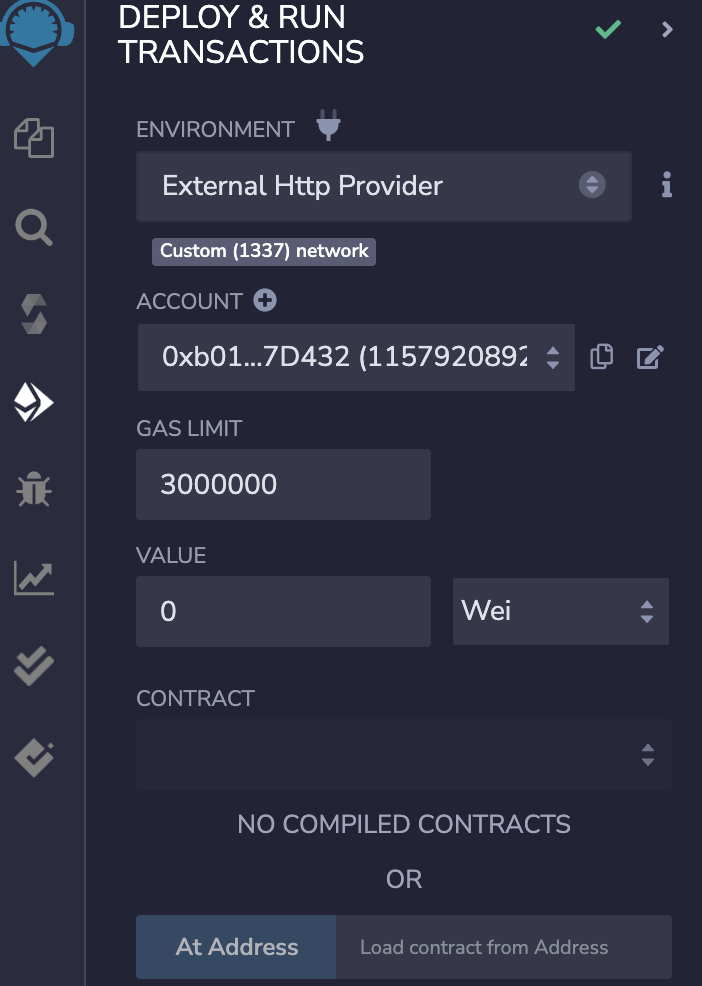 DEPLOY & RUN
TRANSACTIONS
ENVIRONMENT
External Http Provider
Custom (1337) network
ACCOUNT
0xb01...7D432 (1157920892
GAS LIMIT
3000000
VALUE
0
Wei
CONTRACT
NO COMPILED CONTRACTS
OR
At Address
Load contract from Address